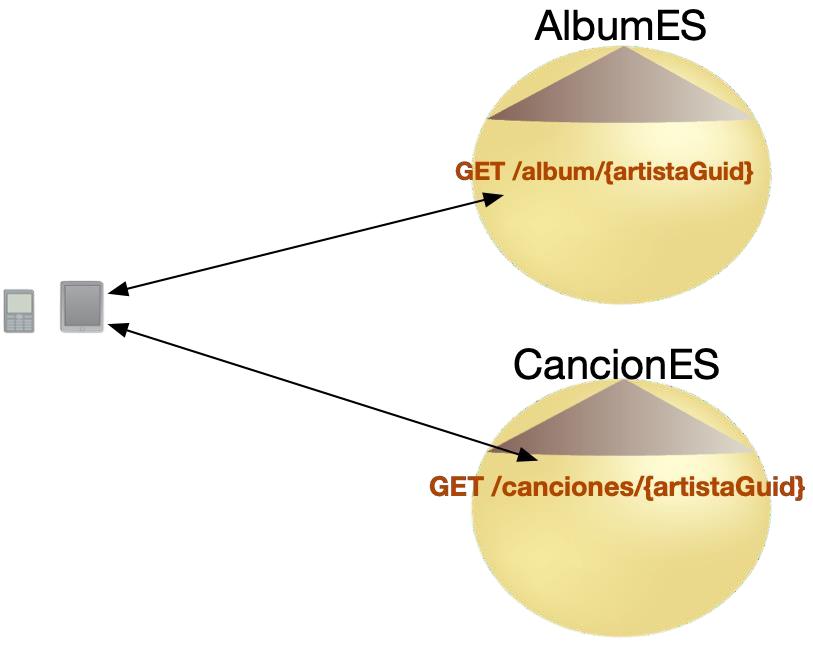 AlbumES
GET /album/{artistaGuid}
CancionES
GET /canciones/{artistaGuid}